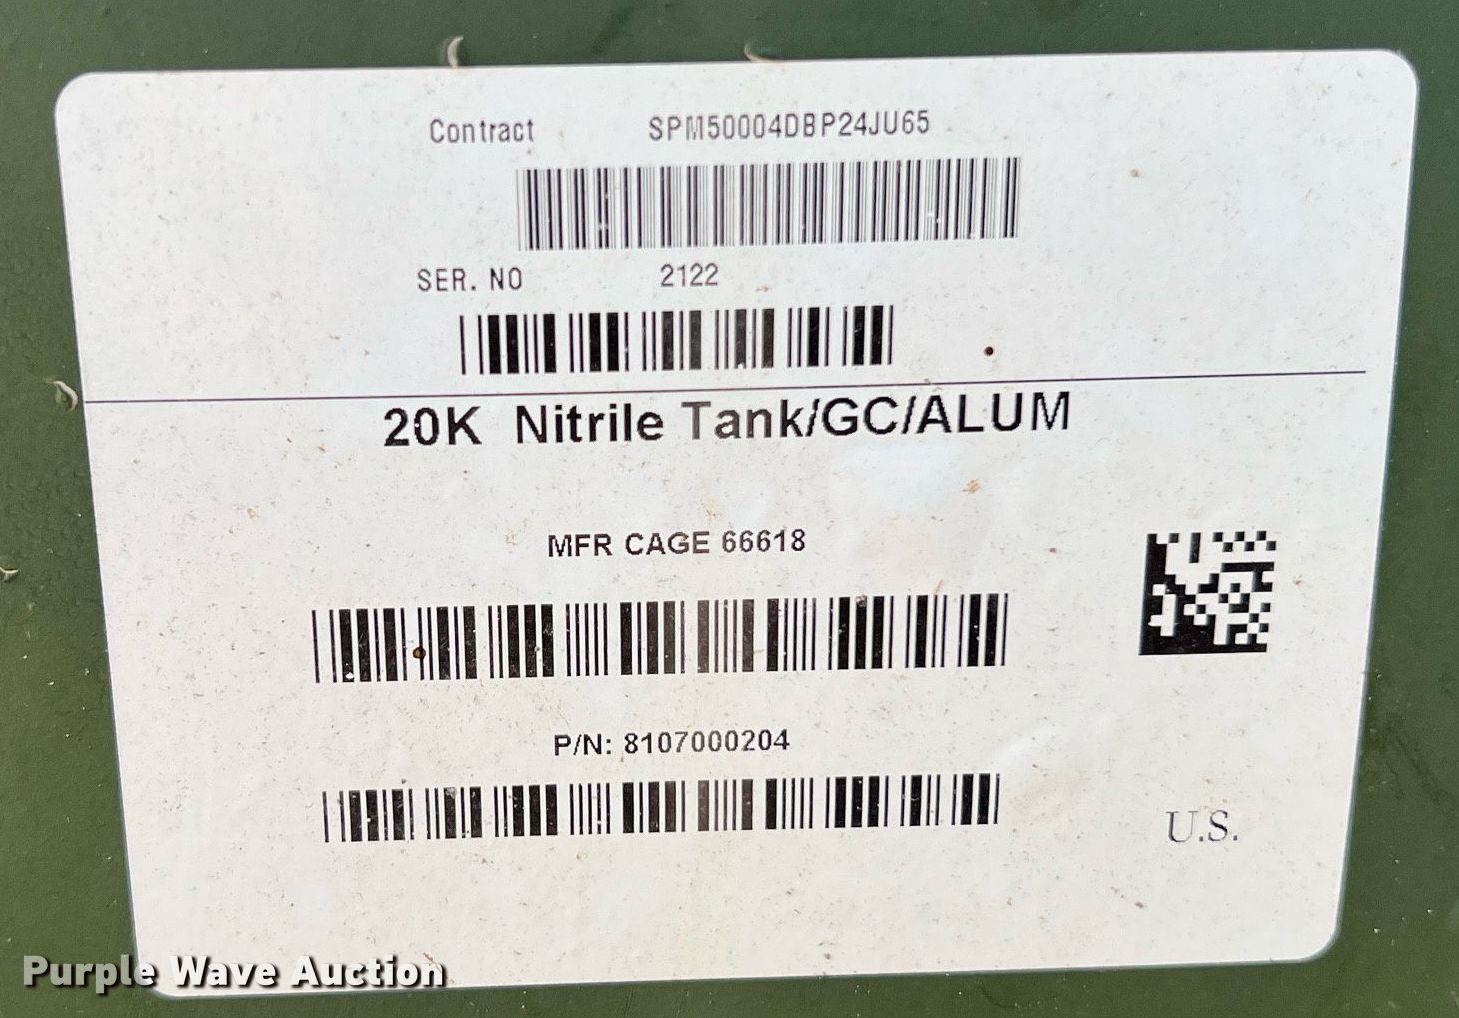 Contract SPM50004DBP24JU65
SER. NO 2122
20K Nitrile Tank/GC/ALUM
MFR CAGE 66618
P/N: 8107000204
U.S.
Purple Wave Auction